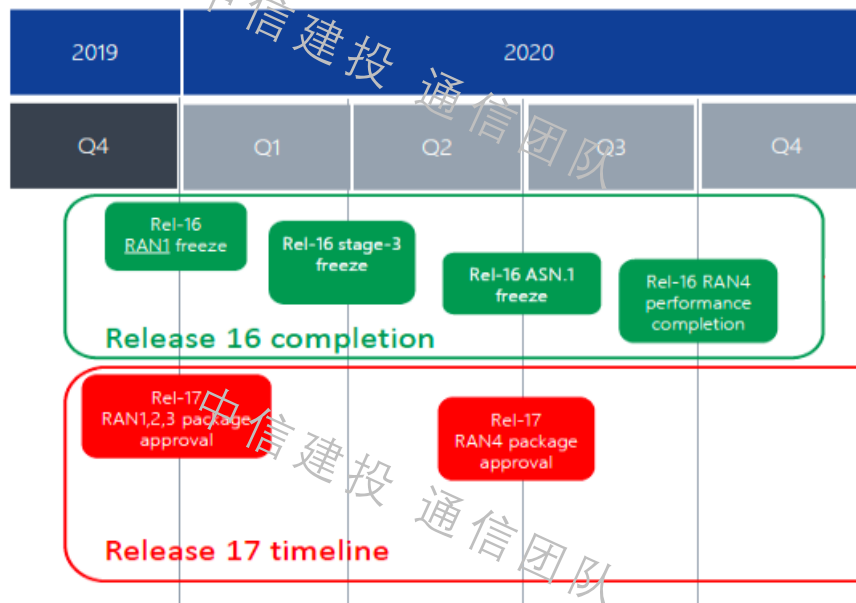 2019
2020
Q4
Q1
Q2
Q3
Q4
Rel-16
RAN1 freeze
Rel-16 stage-3
freeze
Rel-16 ASN.1
freeze
Rel-16 RAN4
performance
completion
Release 16 completion
Rel-17
RAN1,2,3 package
approval
Rel-17
RAN4 package
approval
Release 17 timeline
中信建投 通信团队
中信建投 通信团队